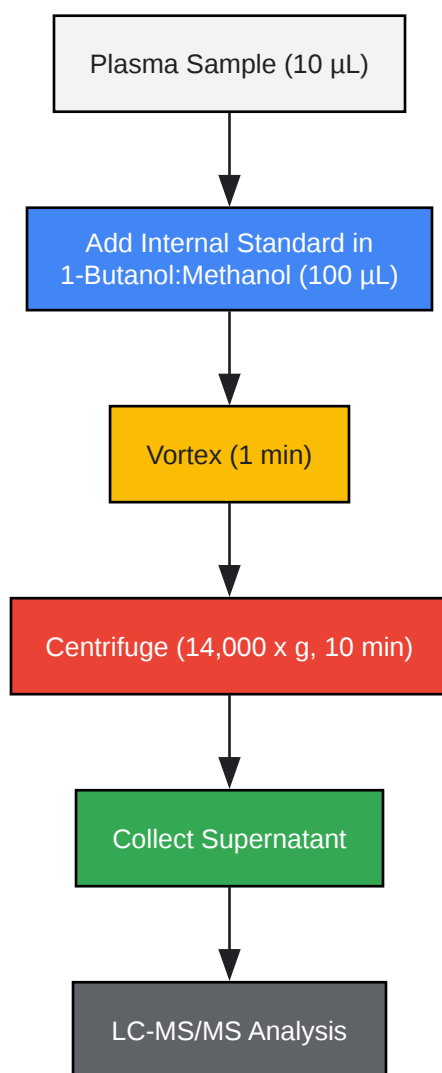 Plasma Sample (10 µL)
Add Internal Standard in
1-Butanol:Methanol (100 µL)
Vortex (1 min)
Centrifuge (14,000 x g, 10 min)
Collect Supernatant
LC-MS/MS Analysis